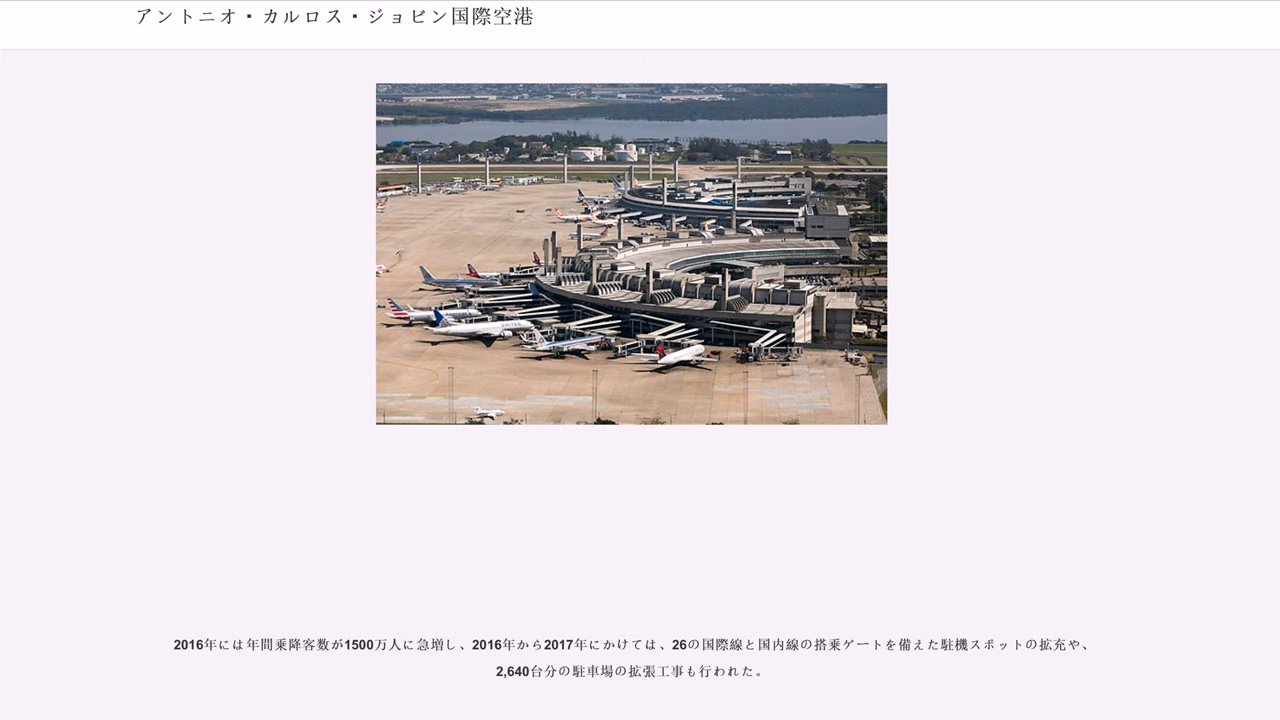 アントニオ・カルロス・ジョビン国際空港
UNITED
2016年には年間乗降客数が1500万人に急増し、2016年から2017年にかけては、26の国際線と国内線の搭乗ゲートを備えた駐機スポットの拡充や、
2,640台分の駐車場の拡張工事も行われた。